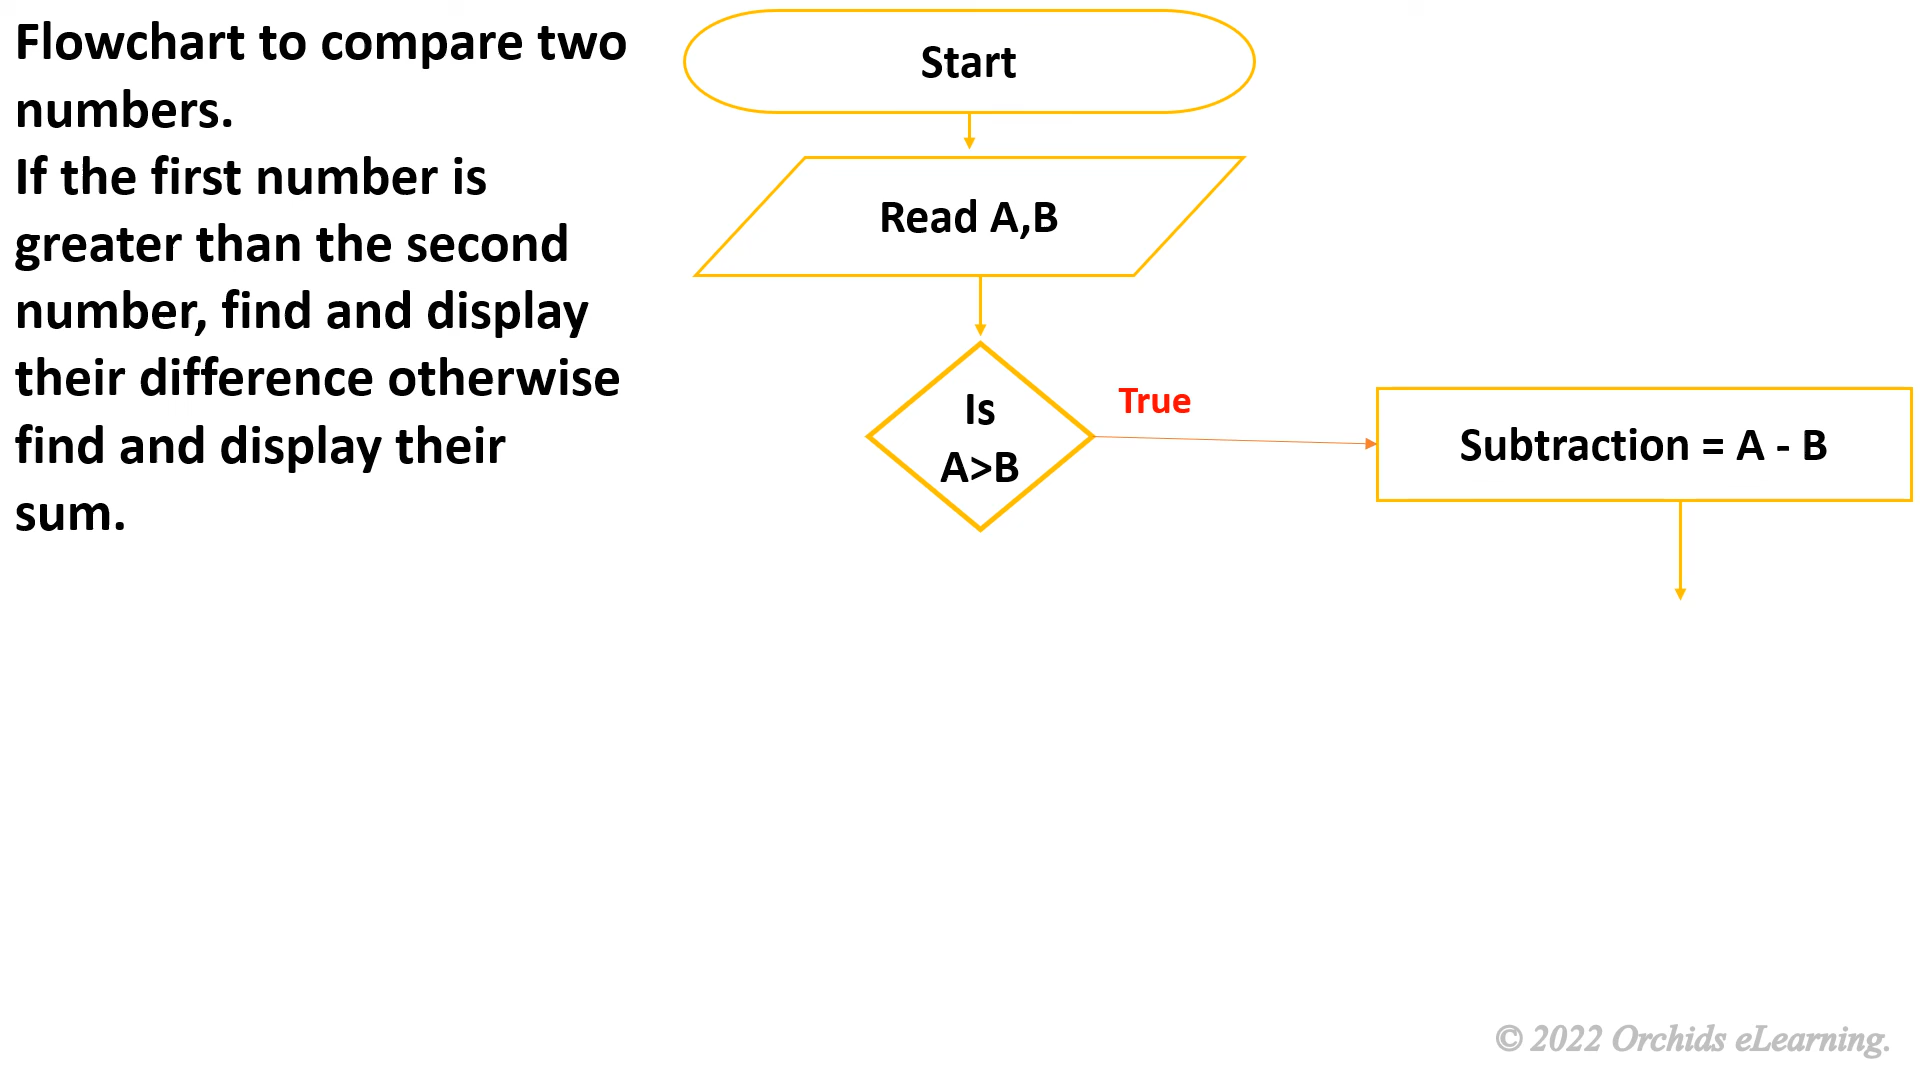 Flowchart to compare two
numbers.
If the first number is
greater than the second
number, find and display
their difference otherwise
find and display their
sum.
Start
Read A,B
Is
A>B
True
Subtraction = A - B
© 2022 Orchids eLearning.